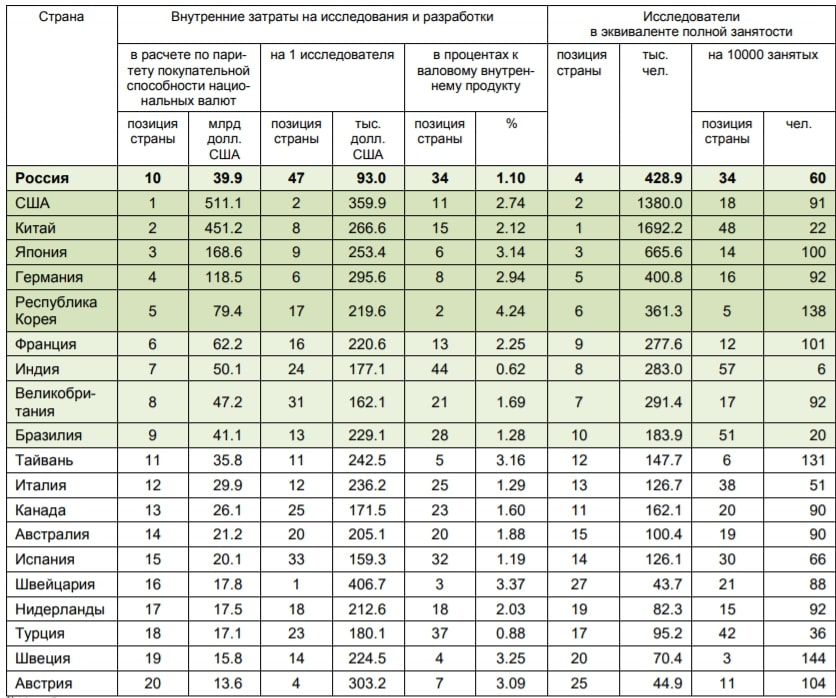 Страна Внутренние затраты на исследования и разработки Исследователи
в эквиваленте полной занятости
в расчете по пари-
тету покупательной
способности нацио-
нальных валют
на 1 исследователя
в процентах к
валовому внутрен-
нему продукту
позиция
страны
тыс.
чел.
на 10000 занятых
позиция
страны
млрд
долл.
США
позиция
страны
тыс.
долл.
США
позиция
страны
%
позиция
страны
чел.
Россия 10 39.9 47 93.0 34 1.10 4 428.9 34 60
США 1 511.1 2 359.9 11 2.74 2 1380.0 18 91
Китай 2 451.2 8 266.6 15 2.12 1 1692.2 48 22
Япония 3 168.6 9 253.4 6 3.14 3 665.6 14 100
Германия 4 118.5 6 295.6 8 2.94 5 400.8 16 92
Республика
Корея 5 79.4 17 219.6 2 4.24 6 361.3 5 138
Франция 6 62.2 16 220.6 13 2.25 9 277.6 12 101
Индия 7 50.1 24 177.1 44 0.62 8 283.0 57 6
Великобри-
тания 8 47.2 31 162.1 21 1.69 7 291.4 17 92
Бразилия 9 41.1 13 229.1 28 1.28 10 183.9 51 20
Тайвань 11 35.8 11 242.5 5 3.16 12 147.7 6 131
Италия 12 29.9 12 236.2 25 1.29 13 126.7 38 51
Канада 13 26.1 25 171.5 23 1.60 11 162.1 20 90
Австралия 14 21.2 20 205.1 20 1.88 15 100.4 19 90
Испания 15 20.1 33 159.3 32 1.19 14 126.1 30 66
Швейцария 16 17.8 1 406.7 3 3.37 27 43.7 21 88
Нидерланды 17 17.5 18 212.6 18 2.03 19 82.3 15 92
Турция 18 17.1 23 180.1 37 0.88 17 95.2 42 36
Швеция 19 15.8 14 224.5 4 3.25 20 70.4 3 144
Австрия 20 13.6 4 303.2 7 3.09 25 44.9 11 104